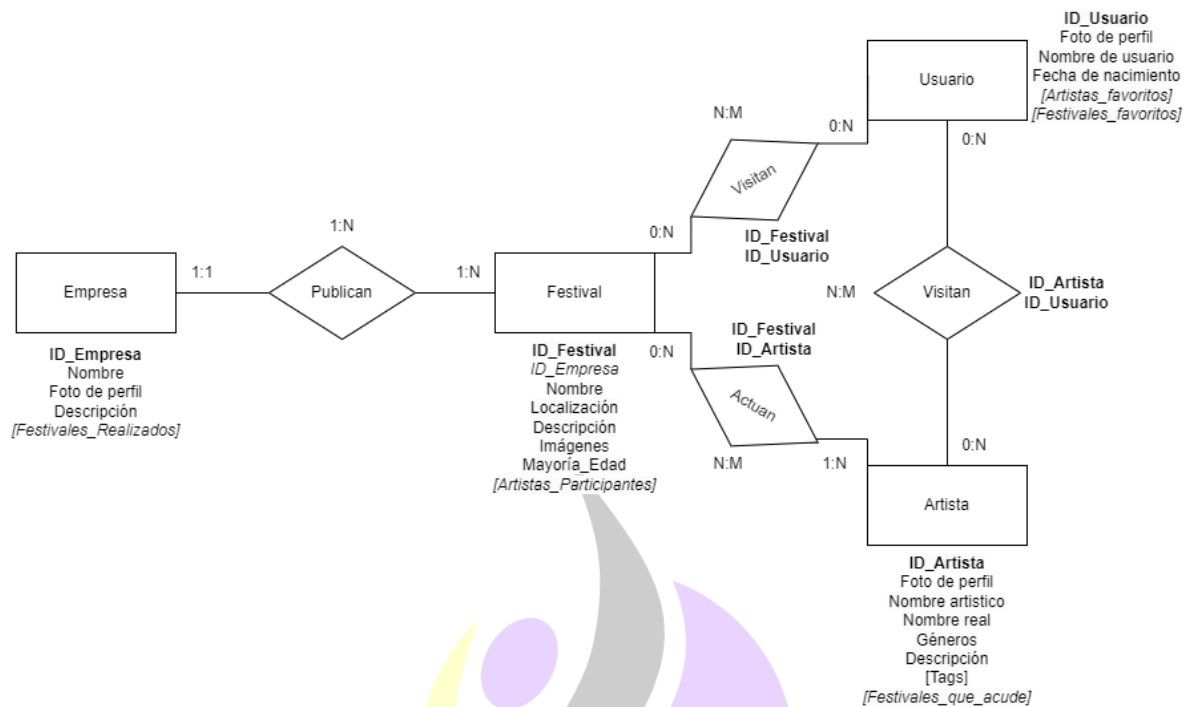 ID_Usuario
Foto de perfil
Nombre de usuario
Fecha de nacimiento
[Artistas_favoritos]
[Festivales_favoritos]
Usuario
N:M
0:N
0:N
Visitan
ID_Festival
ID_Usuario
0:N
1:N
1:1
1:N
Empresa
Publican
Festival
N:M
Visitan
ID_Artista
ID_Usuario
ID_Empresa
Nombre
Foto de perfil
Descripción
[Festivales_Realizados]
ID_Festival
ID_Empresa
Nombre
Localización
Descripción
Imágenes
Mayoría_Edad
[Artistas_Participantes]
0:N
ID_Festival
ID_Artista
Actuan
N:M
1:N
0:N
Artista
ID_Artista
Foto de perfil
Nombre artistico
Nombre real
Géneros
Descripción
[Tags]
[Festivales_que_acude]